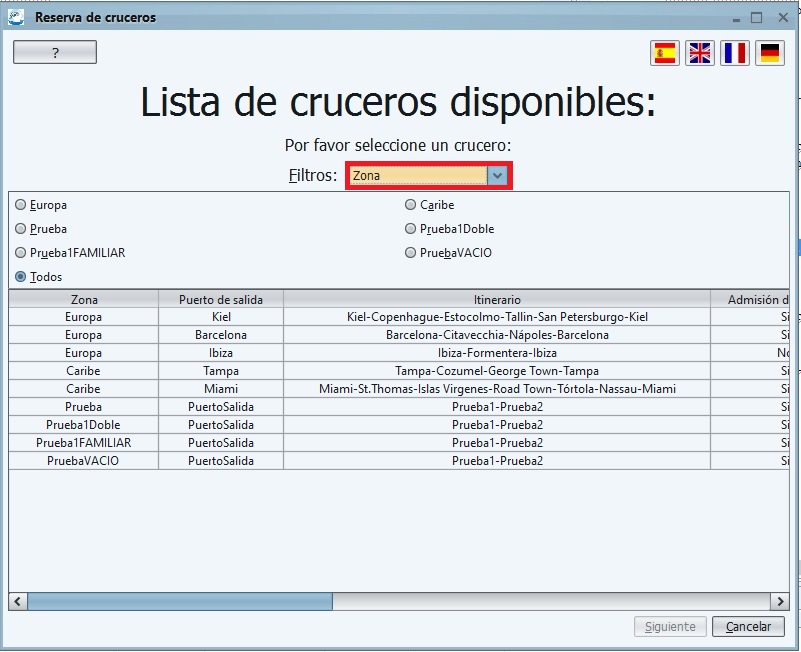 Reserva de cruceros
?
Lista de cruceros disponibles:
Por favor seleccione un crucero:
Filtros: Zona
Europa Caribe
Prueba Prueba1Doble
Prueba1FAMILIAR PruebaVACIO
Todos
Zona Puerto de salida Itinerario Admisión d
Europa Kiel Kiel-Copenhague-Estocolmo-Tallin-San Petersburgo-Kiel Si
Europa Barcelona Barcelona-Citavecchia-Nápoles-Barcelona Si
Europa Ibiza Ibiza-Formentera-Ibiza No
Caribe Tampa Tampa-Cozumel-George Town-Tampa Si
Caribe Miami Miami-St.Thomas-Islas Virgenes-Road Town-Tórtola-Nassau-Miami Si
Prueba PuertoSalida Prueba1-Prueba2 Si
Prueba1Doble PuertoSalida Prueba1-Prueba2 Si
Prueba1FAMILIAR PuertoSalida Prueba1-Prueba2 Si
PruebaVACIO PuertoSalida Prueba1-Prueba2 Si
Siguiente Cancelar